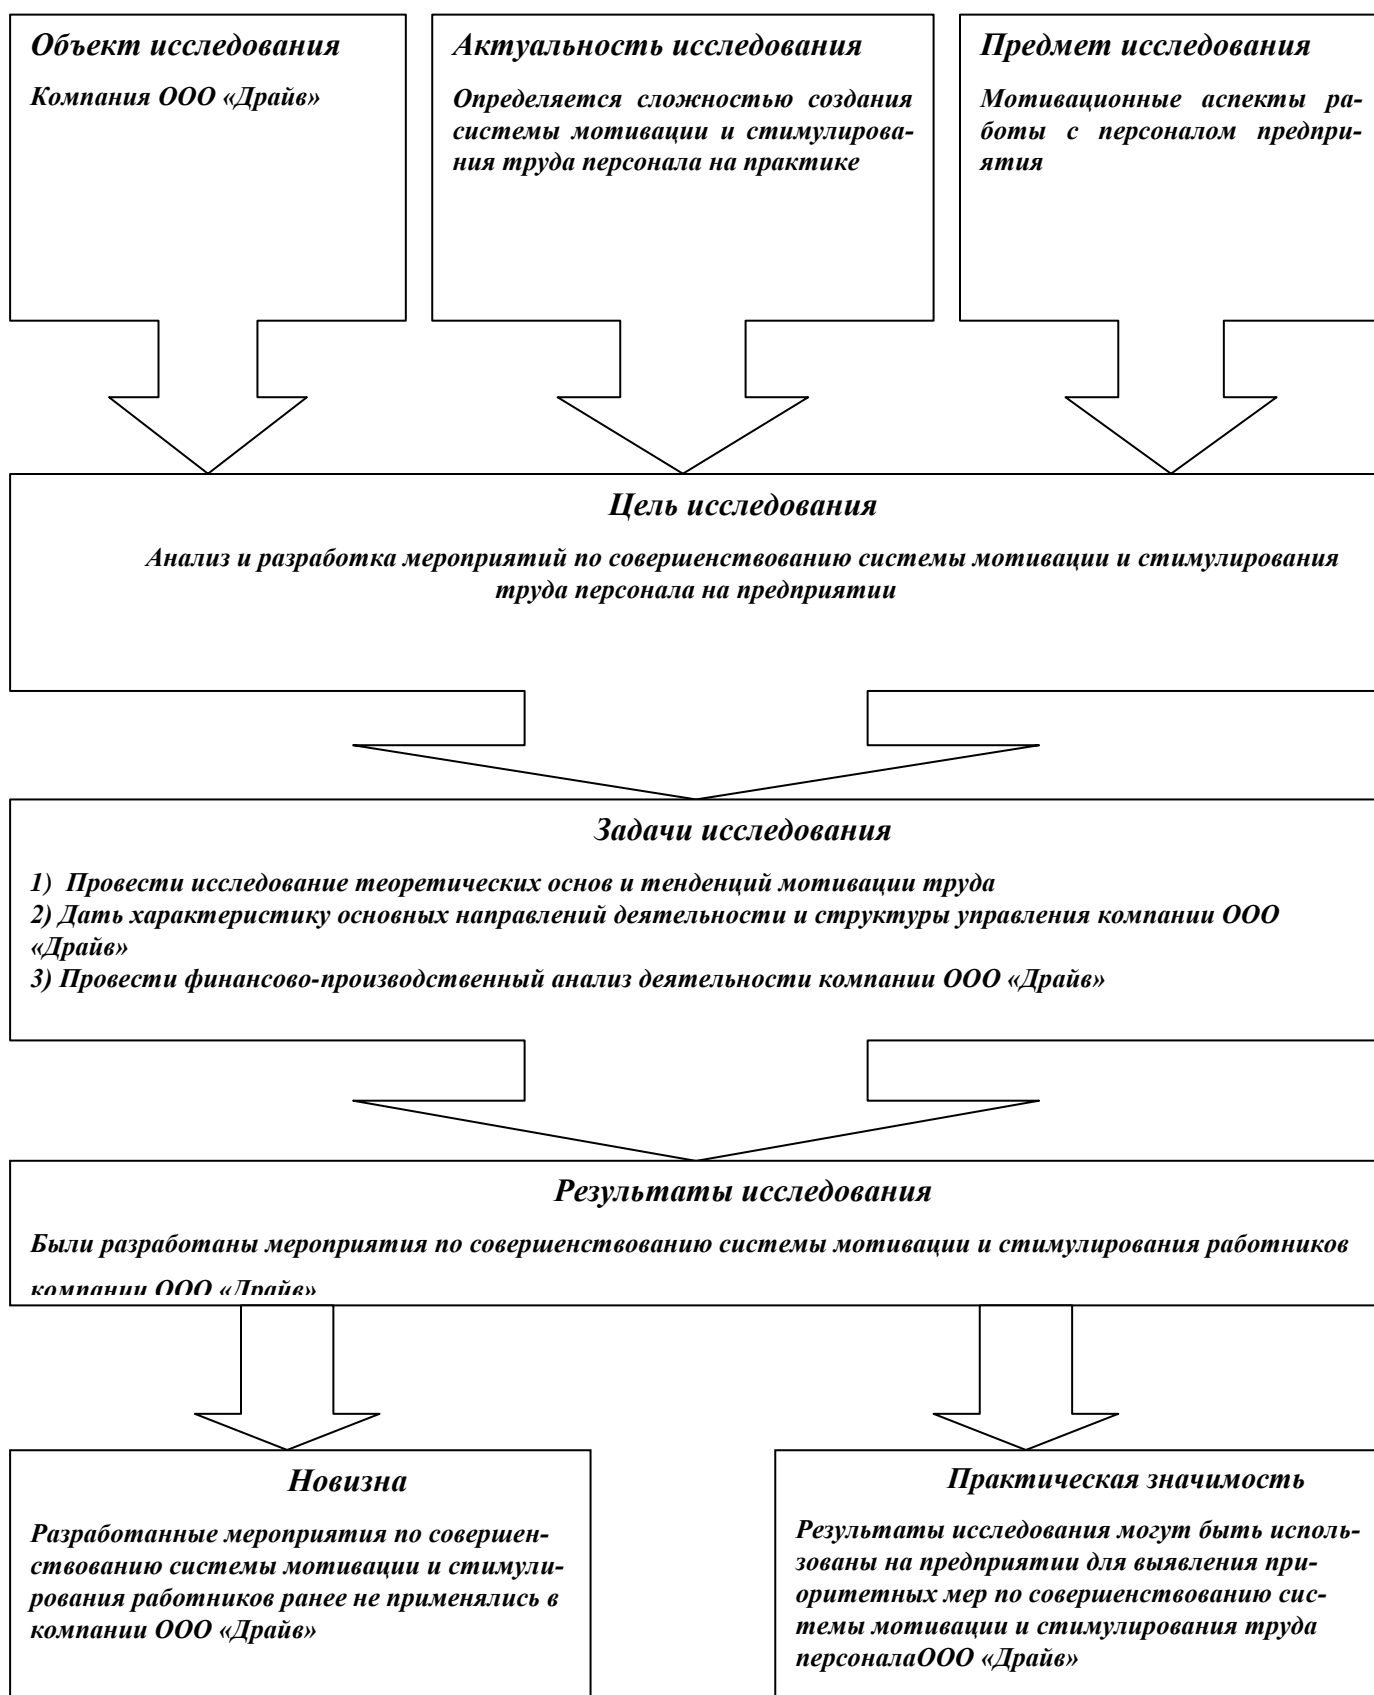 Объект исследования
Компания ООО «Драйв»
Актуальность исследования
Определяется сложностью создания
системы мотивации и стимулирова-
ния труда персонала на практике
Предмет исследования
Мотивационные аспекты ра-
боты с персоналом предпри-
ятия
Цель исследования
Анализ и разработка мероприятий по совершенствованию системы мотивации и стимулирования
труда персонала на предприятии
Задачи исследования
1) Провести исследование теоретических основ и тенденций мотивации труда
2) Дать характеристику основных направлений деятельности и структуры управления компании ООО
«Драйв»
3) Провести финансово-производственный анализ деятельности компании ООО «Драйв»
Результаты исследования
Были разработаны мероприятия по совершенствованию системы мотивации и стимулирования работников
компании ООО «Драйв»
Новизна
Разработанные мероприятия по совершен-
ствованию системы мотивации и стимули-
рования работников ранее не применялись в
компании ООО «Драйв»
Практическая значимость
Результаты исследования могут быть исполь-
зованы на предприятии для выявления при-
оритетных мер по совершенствованию сис-
темы мотивации и стимулирования труда
персоналаООО «Драйв»